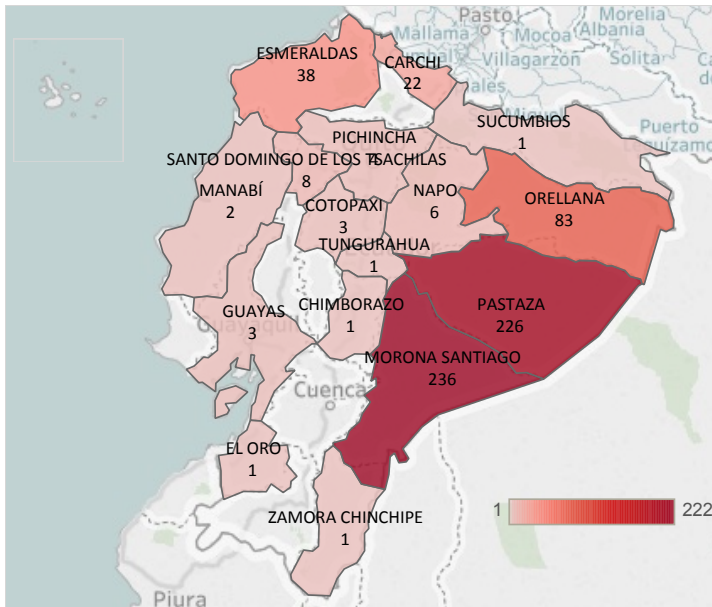 Pasto
Morelia
Mallama
Mocoa
Albania
Villagarzón
Solita
ESMERALDAS
38
CARCHI
22
SUCUMBIOS
1
Puerto
PICHINCHA
4
SANTO DOMINGO DE LOS TSACHILAS
8
MANABÍ
2
NAPO
6
ORELLANA
83
COTOPAXI
3
TUNGURAHUA
1
GUAYAS
3
Guayaquil
CHIMBORAZO
1
PASTAZA
226
MORONA SANTIAGO
236
Cuenca
EL ORO
1
1
222
ZAMORA CHINCHIPE
1
Piura